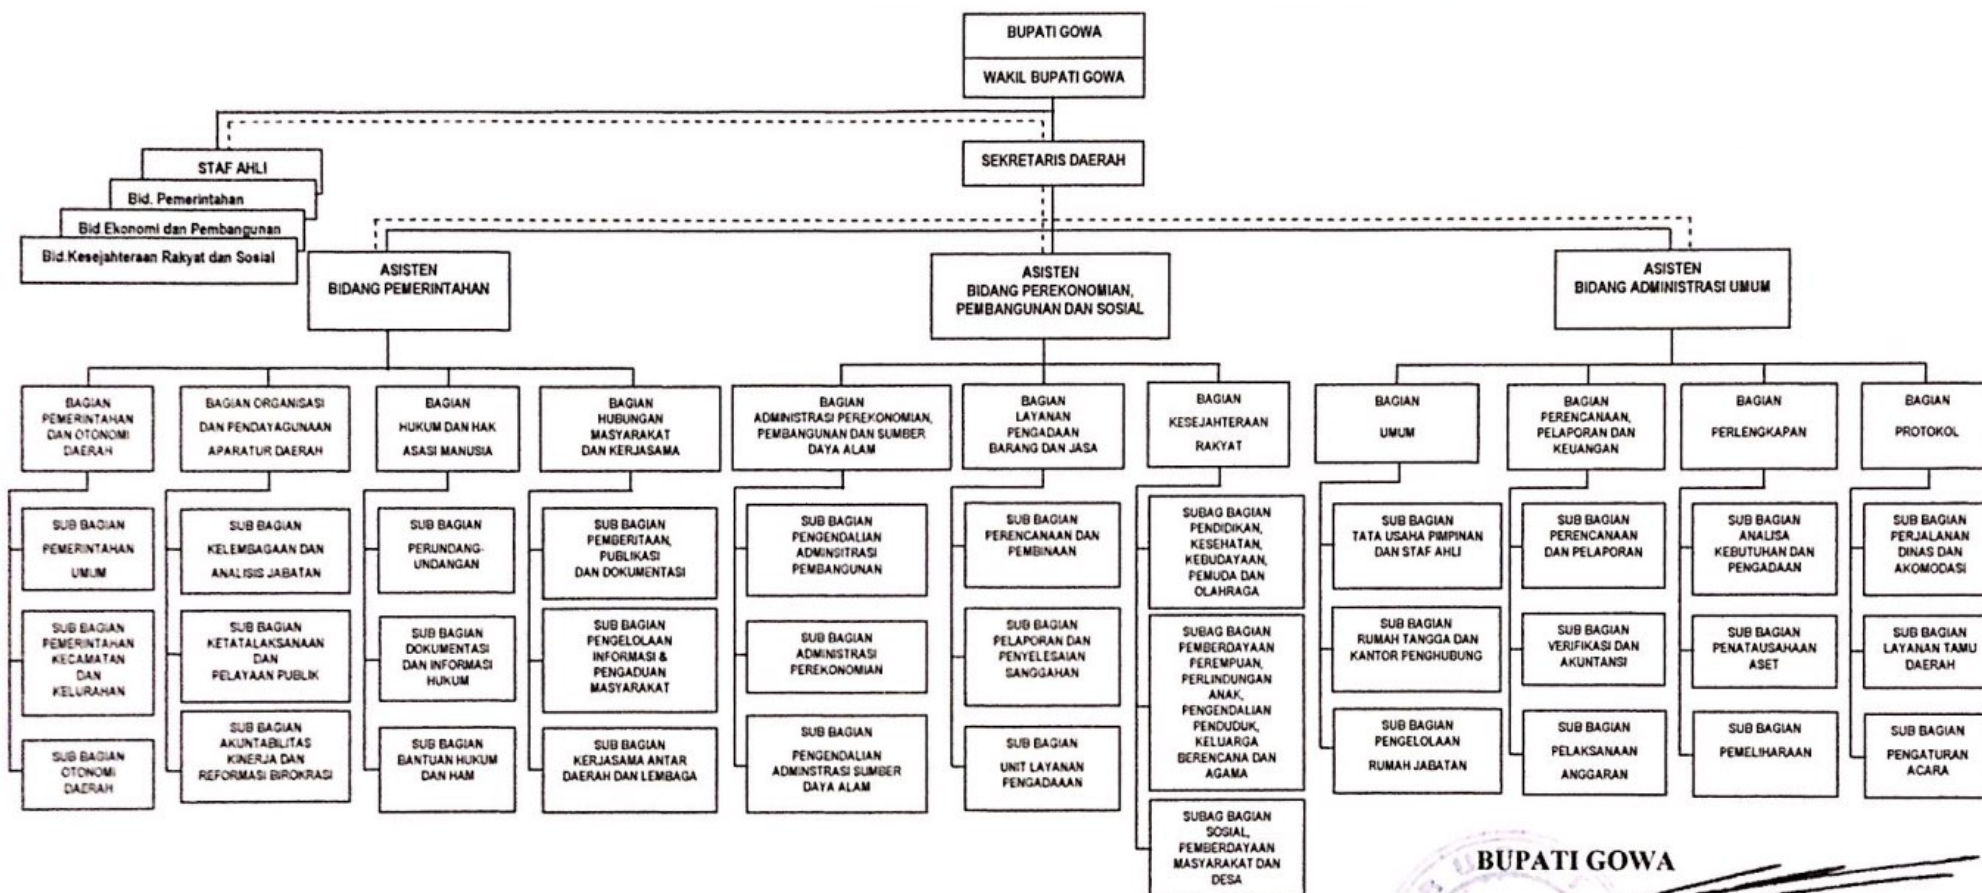 BUPATI GOWA
WAKIL BUPATI GOWA
SEKRETARIS DAERAH
STAF AHLI
Bid. Pemerintahan
Bid Ekonomi dan Pembangunan
Bid.Kesejahteraan Rakyat dan Sosial
ASISTEN
BIDANG PEMERINTAHAN
ASISTEN
BIDANG PEREKONOMIAN,
PEMBANGUNAN DAN SOSIAL
ASISTEN
BIDANG ADMINISTRASI UMUM
BAGIAN
PEMERINTAHAN
DAN OTONOMI
DAERAH
BAGIAN ORGANISASI
DAN PENDAYAGUNAAN
APARATUR DAERAH
BAGIAN
HUKUM DAN HAK
ASASI MANUSIA
BAGIAN
HUBUNGAN
MASYARAKAT
DAN KERJASAMA
BAGIAN
ADMINISTRASI PEREKONOMIAN,
PEMBANGUNAN DAN SUMBER
DAYA ALAM
BAGIAN
LAYANAN
PENGADAAN
BARANG DAN JASA
BAGIAN
KESEJAHTERAAN
RAKYAT
BAGIAN
UMUM
BAGIAN
PERENCANAAN,
PELAPORAN DAN
KEUANGAN
BAGIAN
PERLENGKAPAN
BAGIAN
PROTOKOL
SUB BAGIAN
PEMERINTAHAN
UMUM
SUB BAGIAN
KELEMBAGAAN DAN
ANALISIS JABATAN
SUB BAGIAN
PERUNDANG-
UNDANGAN
SUB BAGIAN
PEMBERITAAN,
PUBLIKASI
DAN DOKUMENTASI
SUB BAGIAN
PENGENDALIAN
ADMINSITRASI
PEMBANGUNAN
SUB BAGIAN
PERENCANAAN DAN
PEMBINAAN
SUBAG BAGIAN
PENDIDIKAN,
KESEHATAN,
KEBUDAYAAN,
PEMUDA DAN
OLAHRAGA
SUB BAGIAN
TATA USAHA PIMPINAN
DAN STAF AHLI
SUB BAGIAN
PERENCANAAN
DAN PELAPORAN
SUB BAGIAN
ANALISA
KEBUTUHAN DAN
PENGADAAN
SUB BAGIAN
PERJALANAN
DINAS DAN
AKOMODASI
SUB BAGIAN
PEMERINTAHAN
KECAMATAN
DAN
KELURAHAN
SUB BAGIAN
KETATALAKSANAAN
DAN
PELAYAAN PUBLIK
SUB BAGIAN
DOKUMENTASI
DAN INFORMASI
HUKUM
SUB BAGIAN
PENGELOLAAN
INFORMASI &
PENGADUAN
MASYARAKAT
SUB BAGIAN
ADMINISTRASI
PEREKONOMIAN
SUB BAGIAN
PELAPORAN DAN
PENYELESAIAN
SANGGAHAN
SUBAG BAGIAN
PEMBERDAYAAN
PEREMPUAN,
PERLINDUNGAN
ANAK,
PENGENDALIAN
PENDUDUK,
KELUARGA
BERENCANA DAN
AGAMA
SUB BAGIAN
RUMAH TANGGA DAN
KANTOR PENGHUBUNG
SUB BAGIAN
VERIFIKASI DAN
AKUNTANSI
SUB BAGIAN
PENATAUSAHAAN
ASET
SUB BAGIAN
LAYANAN TAMU
DAERAH
SUB BAGIAN
OTONOMI
DAERAH
SUB BAGIAN
AKUNTABILITAS
KINERJA DAN
REFORMASI BIROKRASI
SUB BAGIAN
BANTUAN HUKUM
DAN HAM
SUB BAGIAN
KERJASAMA ANTAR
DAERAH DAN LEMBAGA
SUB BAGIAN
PENGENDALIAN
ADMINSTRASI SUMBER
DAYA ALAM
SUB BAGIAN
UNIT LAYANAN
PENGADAAAN
SUBAG BAGIAN
SOSIAL,
PEMBERDAYAAN
MASYARAKAT DAN
DESA
SUB BAGIAN
PENGELOLAAN
RUMAH JABATAN
SUB BAGIAN
PELAKSANAAN
ANGGARAN
SUB BAGIAN
PEMELIHARAAN
SUB BAGIAN
PENGATURAN
ACARA
BUPATI GOWA